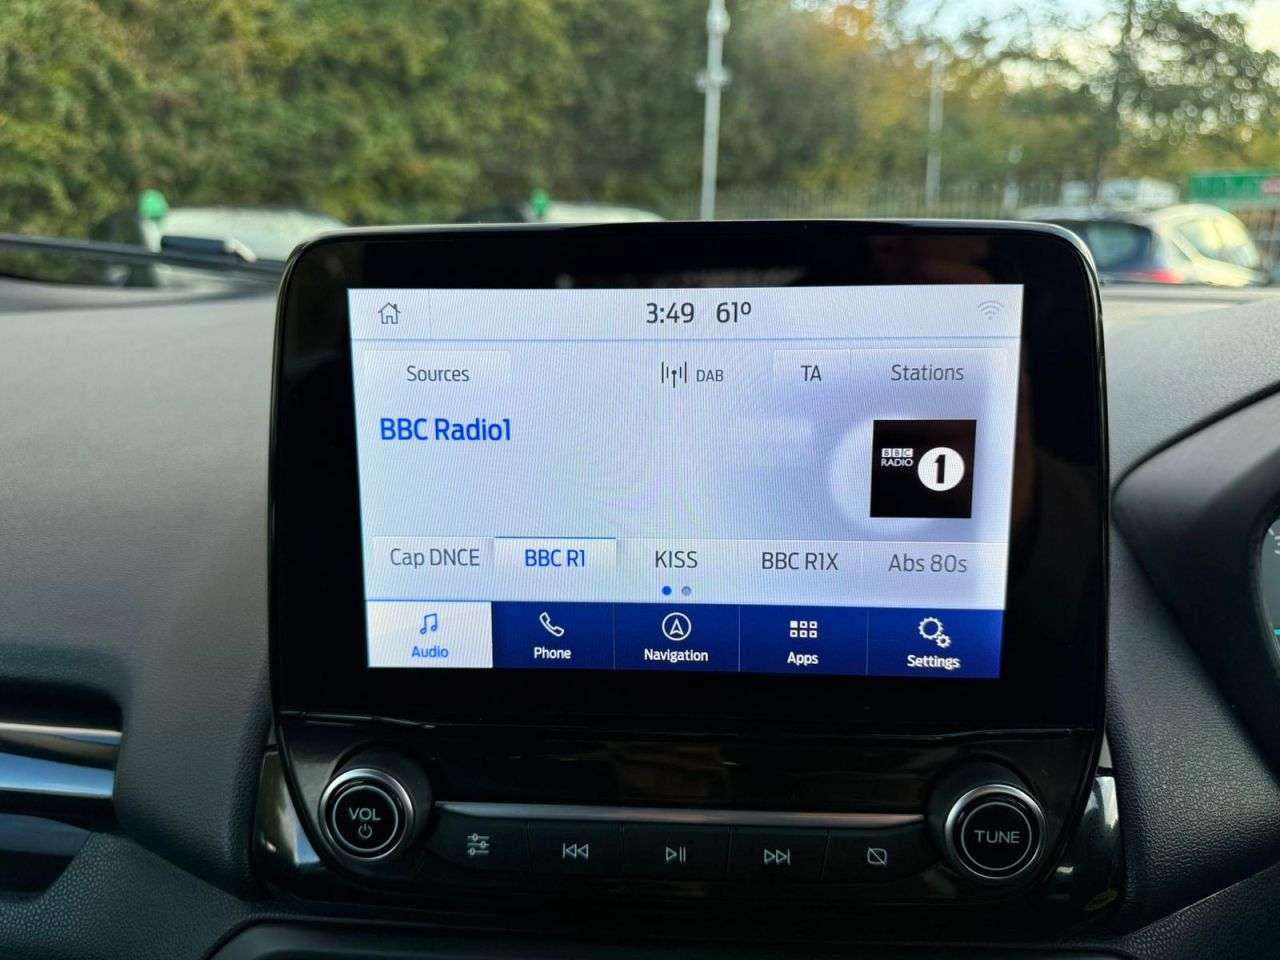 3:49 61º
Sources DAB TA Stations
BBC Radio1
BBC
RADIO 1
Cap DNCE BBC R1 KISS BBC R1X Abs 80s
Audio Phone Navigation Apps Settings
VOL TUNE